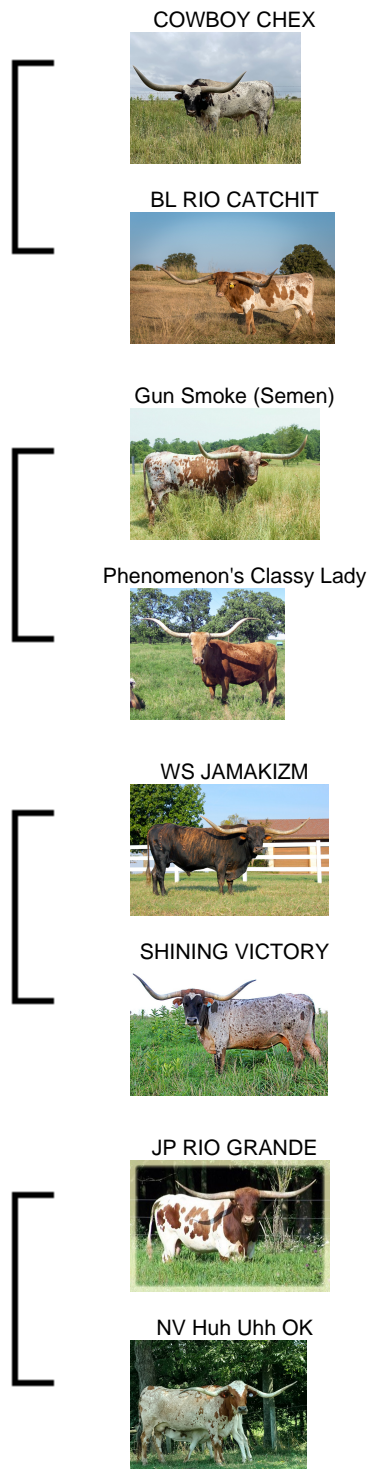 COWBOY CHEX
BL RIO CATCHIT
Gun Smoke (Semen)
Phenomenon's Classy Lady
WS JAMAKIZM
SHINING VICTORY
JP RIO GRANDE
NV Huh Uhh OK